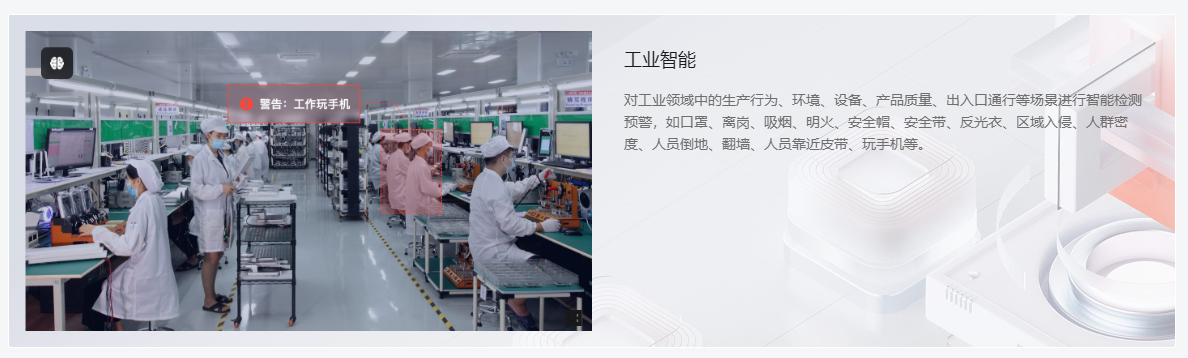 警告：工作玩手机
工业智能
对工业领域中的生产行为、环境、设备、产品质量、出入口通行等场景进行智能检测
预警，如口罩、离岗、吸烟、明火、安全帽、安全带、反光衣、区域入侵、人群密
度、人员倒地、翻墙、人员靠近皮带、玩手机等。